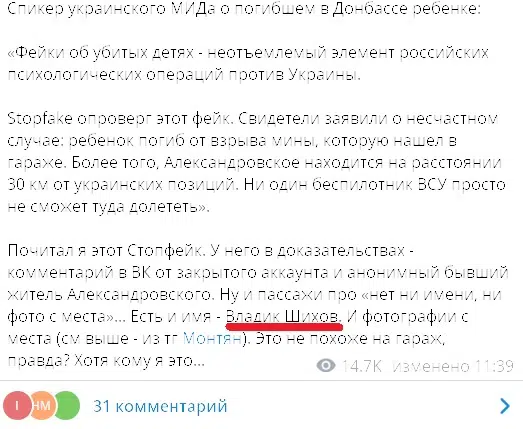 Спикер украинского МИДа о погибшем в Донбассе ребенке:
«Фейки об убитых детях - неотъемлемый элемент российских
психологических операций против Украины.
Stopfake опроверг этот фейк. Свидетели заявили о несчастном
случае: ребенок погиб от взрыва мины, которую нашел в
гараже. Более того, Александровское находится на расстоянии
30 км от украинских позиций. Ни один беспилотник ВСУ просто
не сможет туда долететь».
Почитал я этот Стопфейк. У него в доказательствах -
комментарий в ВК от закрытого аккаунта и анонимный бывший
житель Александровского. Ну и пассажи про «нет ни имени, ни
фото с места»... Есть и имя - Владик Шихов. И фотографии с
места (см выше - из тг Монтян). Это не похоже на гараж,
правда? Хотя кому я это...
14.7K изменено 11:39
I НМ 31 комментарий